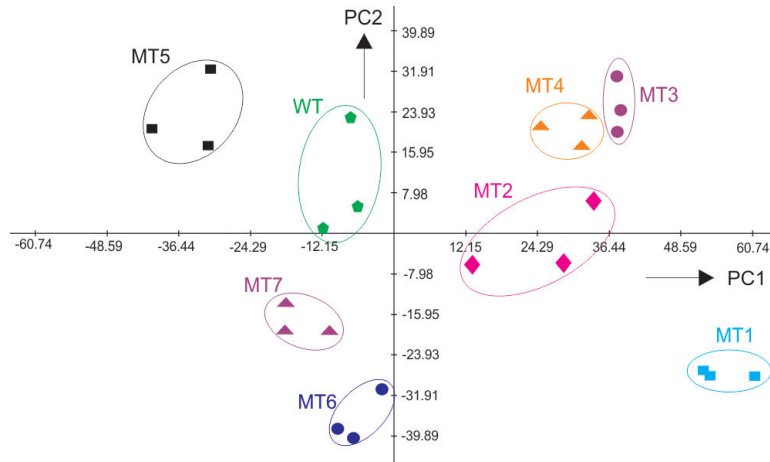 PC2
39.89
MT5
31.91
MT4
MT3
WT
23.93
15.95
MT2
7.98
-60.74 -48.59 -36.44 -24.29 -12.15 12.15 24.29 36.44 48.59 60.74
-7.98
PC1
MT7
-15.95
MT1
-23.93
MT6
-31.91
-39.89